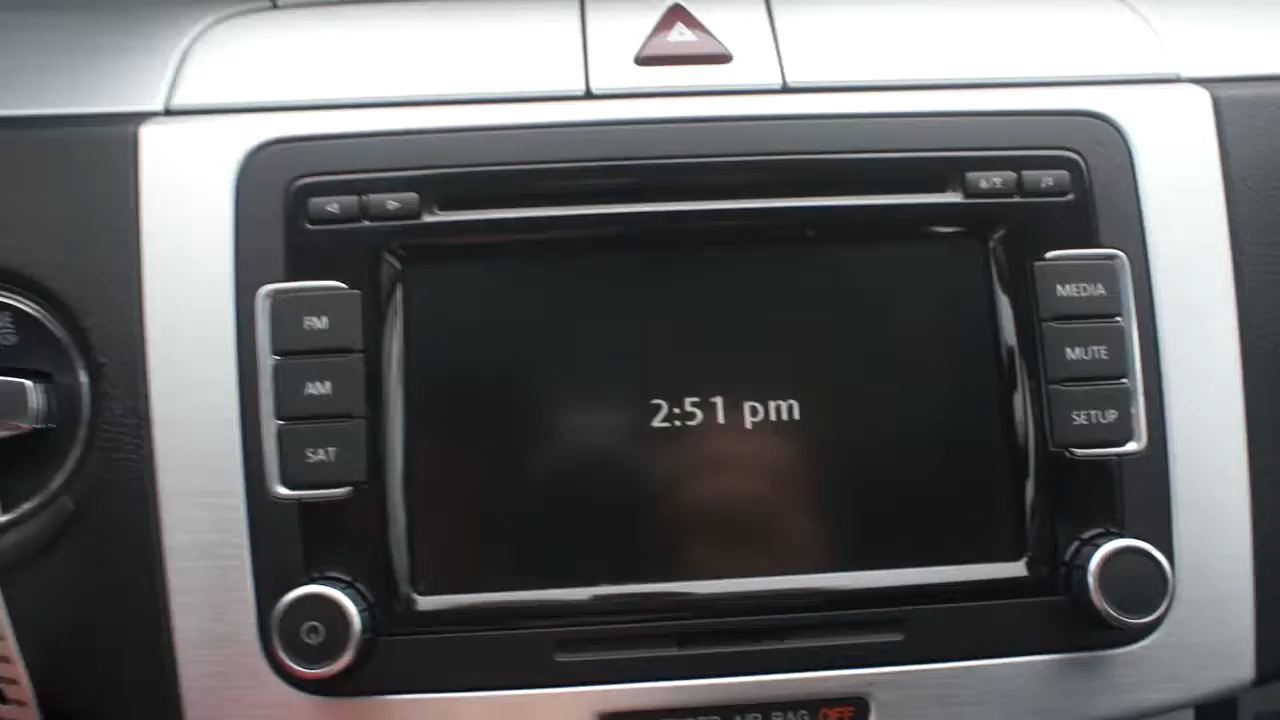 FM
AM
SAT
2:51 pm
MEDIA
MUTE
SETUP
AIR BAG OFF